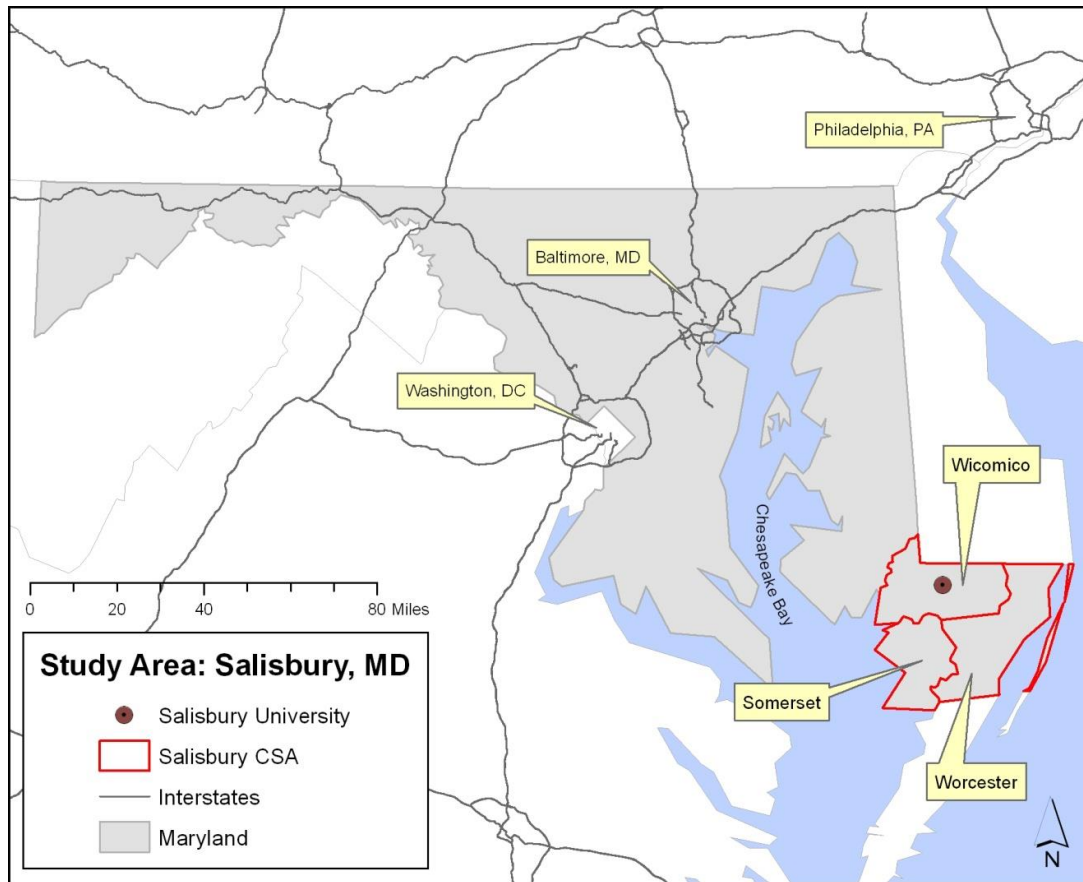 Philadelphia, PA
Baltimore, MD
Washington, DC
Wicomico
Chesapeake Bay
0 20 40 80 Miles
Somerset
Worcester
N
Study Area: Salisbury, MD
Salisbury University
Salisbury CSA
Interstates
Maryland